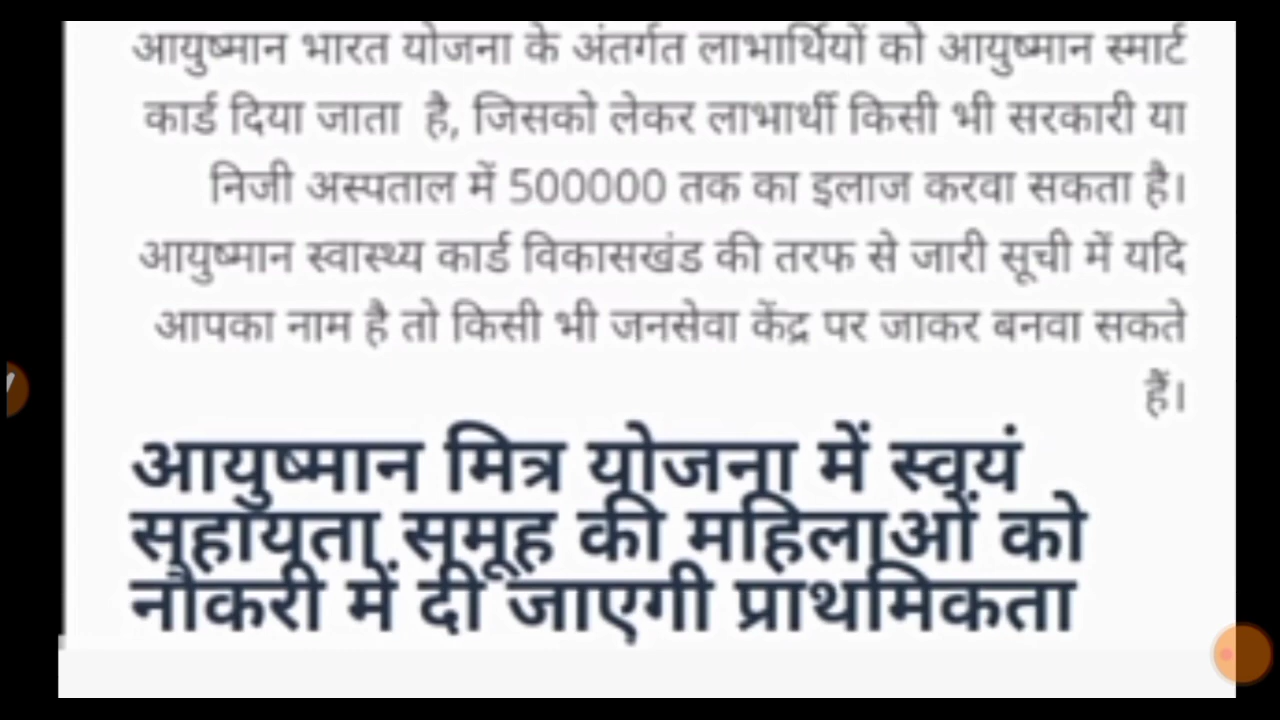 आयुष्मान भारत योजना के अंतर्गत लाभार्थियों को आयुष्मान स्मार्ट
कार्ड दिया जाता है, जिसको लेकर लाभार्थी किसी भी सरकारी या
निजी अस्पताल में 500000 तक का इलाज करवा सकता है।
आयुष्मान स्वास्थ्य कार्ड विकासखंड की तरफ से जारी सूची में यदि
आपका नाम है तो किसी भी जनसेवा केंद्र पर जाकर बनवा सकते
हैं।
आयुष्मान मित्र योजना में स्वयं
सहायता समूह की महिलाओं को
नौकरी में दी जाएगी प्राथमिकता